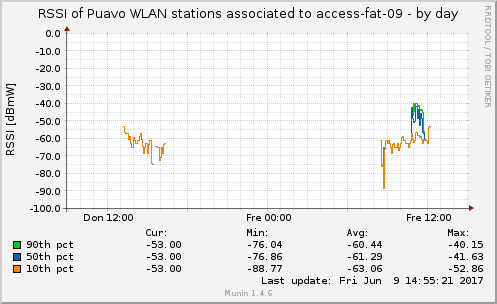 RSSI of Puavo WLAN stations associated to access-fat-09 - by day
RRDTOOL / TOBI OETIKER
RSSI [dBmW]
0.0
-10.0
-20.0
-30.0
-40.0
-50.0
-60.0
-70.0
-80.0
-90.0
-100.0
Don 12:00 Fre 00:00 Fre 12:00
Cur: Min: Avg: Max:
90th pct -53.00 -76.04 -60.44 -40.15
50th pct -53.00 -76.86 -61.29 -41.63
10th pct -53.00 -88.77 -63.06 -52.86
Last update: Fri Jun 9 14:55:21 2017
Munin 1.4.6